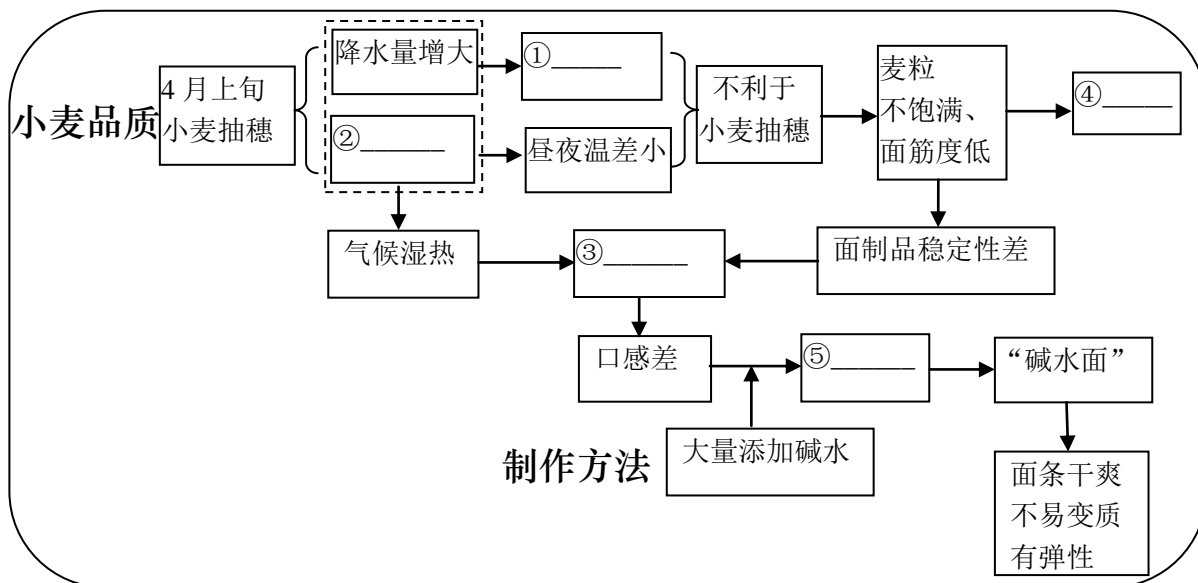 小麦品质
4 月上旬
小麦抽穗
降水量增大
①_____
②______
昼夜温差小
不利于
小麦抽穗
麦粒
不饱满、
面筋度低
④_____
气候湿热
③______
面制品稳定性差
口感差
⑤______
“碱水面”
制作方法
大量添加碱水
面条干爽
不易变质
有弹性